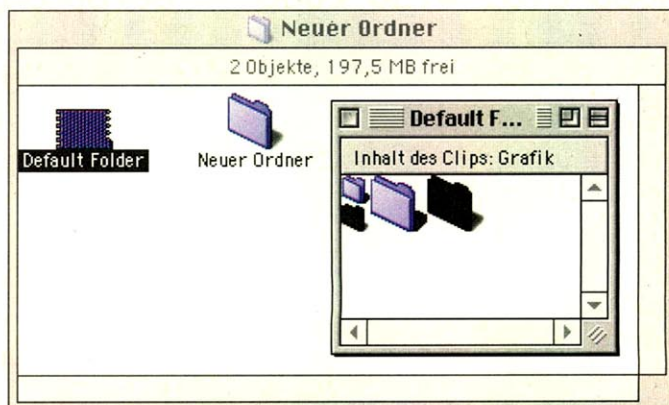 Neuer Ordner
2 Objekte, 197,5 MB frei
Default Folder
Neuer Ordner
Default F...
Inhalt des Clips: Grafik